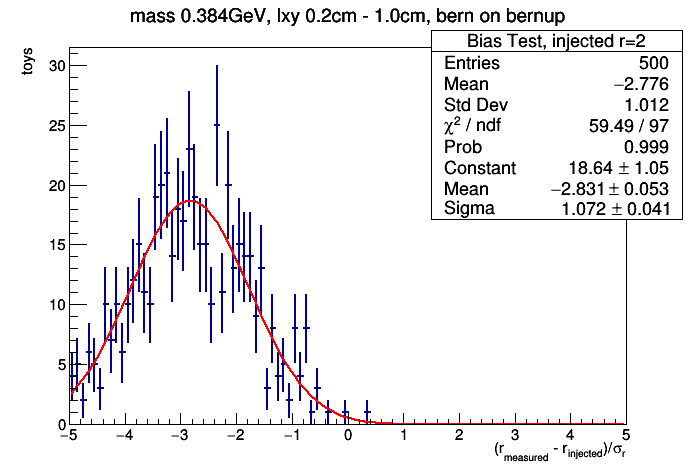 mass 0.384GeV, lxy 0.2cm - 1.0cm, bern on bernup
toys
Bias Test, injected r=2
Entries 500
Mean −2.776
Std Dev 1.012
χ² / ndf 59.49 / 97
Prob 0.999
Constant 18.64 ± 1.05
Mean −2.831 ± 0.053
Sigma 1.072 ± 0.041
30
25
20
15
10
5
0
−5 −4 −3 −2 −1 0 1 2 3 4 5
(r_measured - r_injected)/σ_r